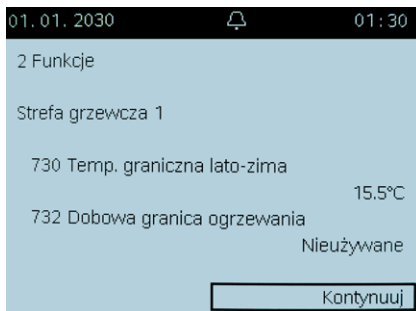 01.01.2030 01:30
2 Funkcje
Strefa grzewcza 1
730 Temp. graniczna lato-zima
15.5°C
732 Dobowa granica ogrzewania
Nieużywane
Kontynuuj